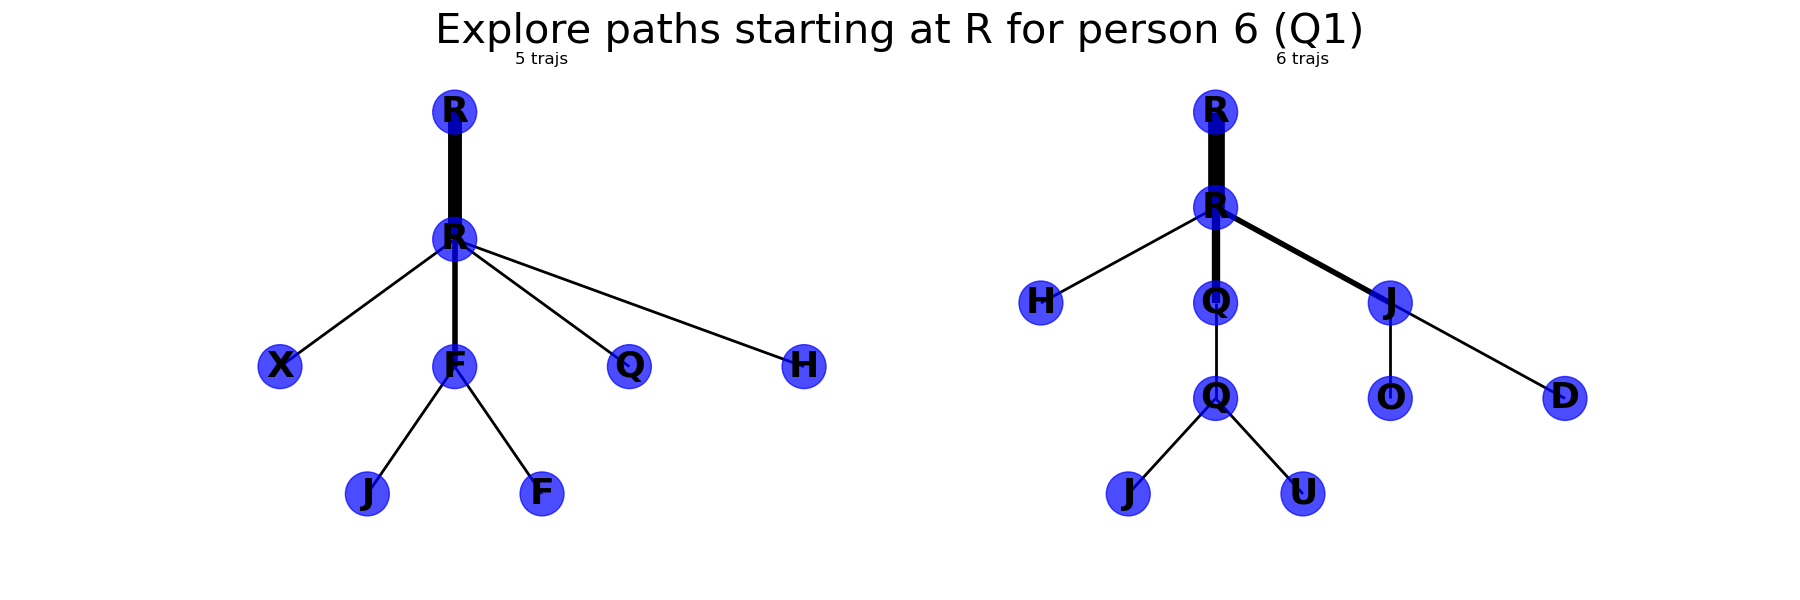 Explore paths starting at R for person 6 (Q1)
5 trajs 6 trajs
R R
R R
H Q J
X F Q H
Q O D
J F J U